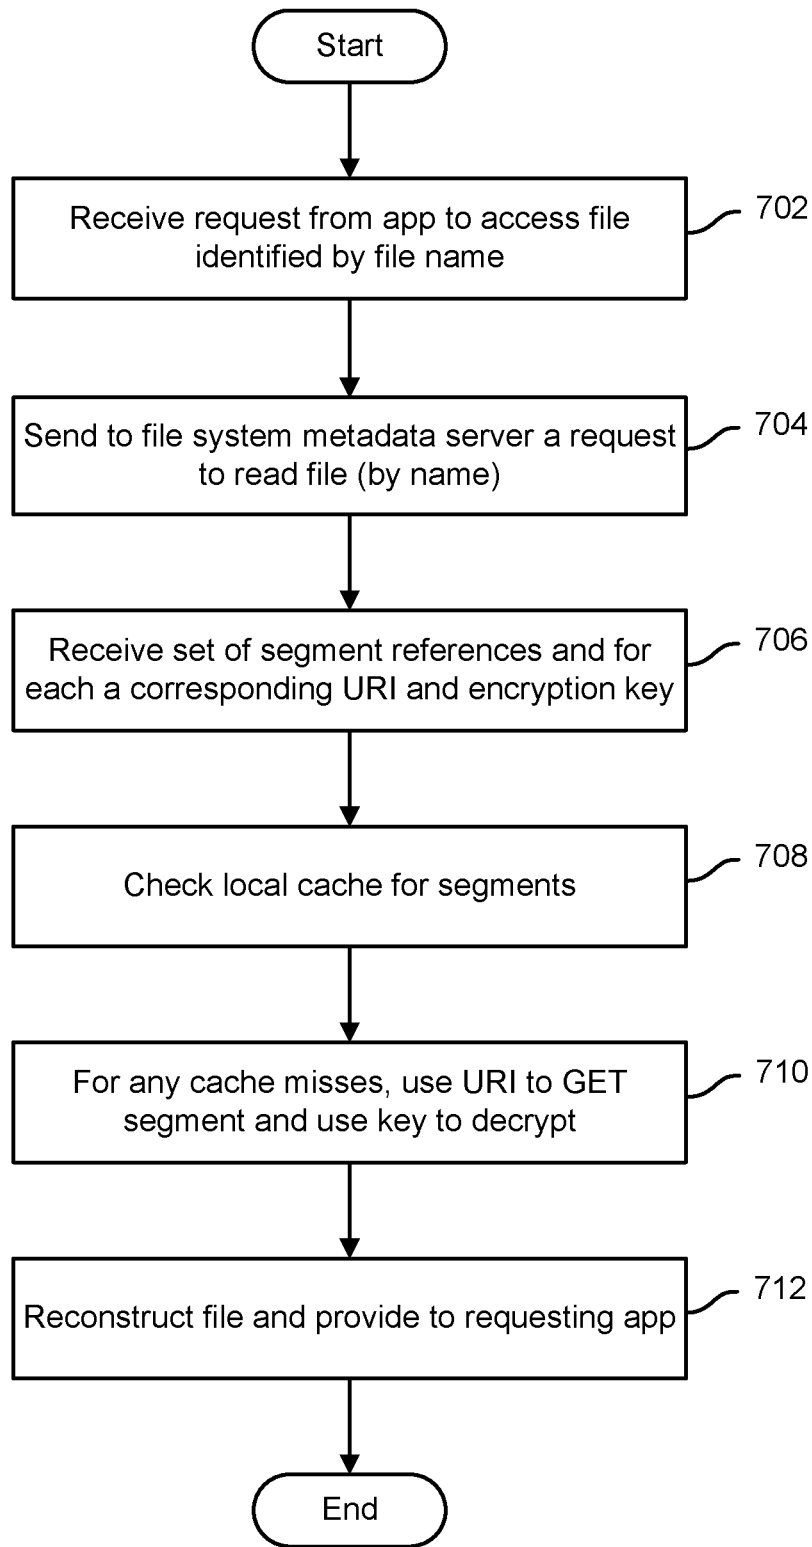 Start
Receive request from app to access file
identified by file name
702
Send to file system metadata server a request
to read file (by name)
704
Receive set of segment references and for
each a corresponding URI and encryption key
706
Check local cache for segments
708
For any cache misses, use URI to GET
segment and use key to decrypt
710
Reconstruct file and provide to requesting app
712
End